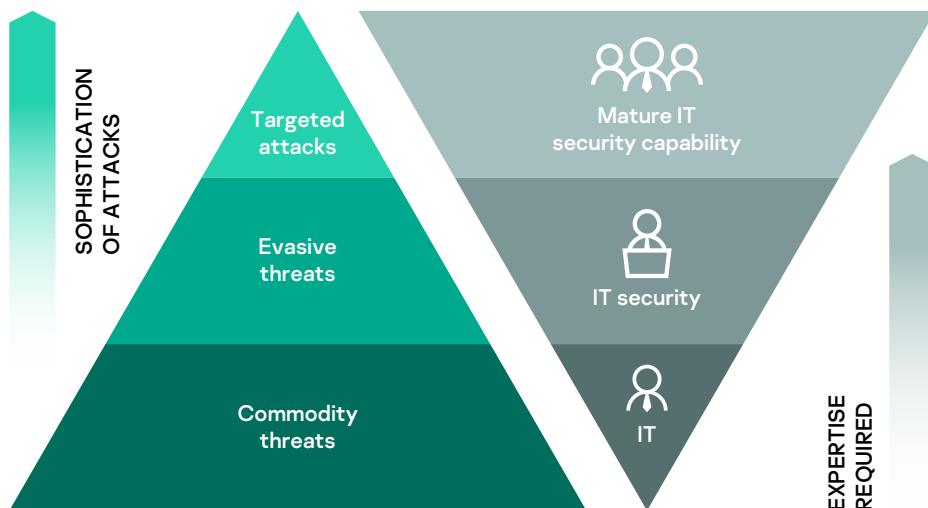 SOPHISTICATION
OF ATTACKS
Targeted
attacks
Evasive
threats
Commodity
threats
Mature IT
security capability
IT security
IT
EXPERTISE
REQUIRED